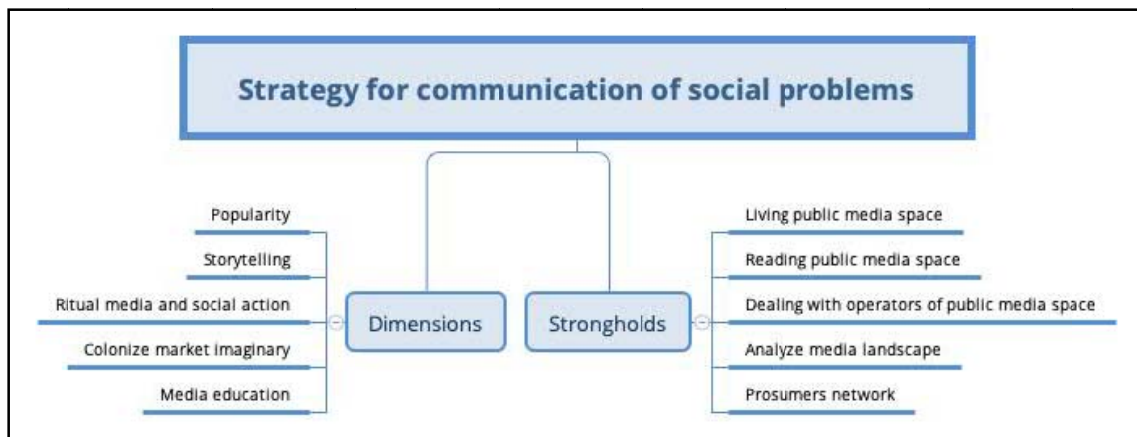 Strategy for communication of social problems
Popularity
Storytelling
Ritual media and social action
Colonize market imaginary
Media education
Dimensions
Strongholds
Living public media space
Reading public media space
Dealing with operators of public media space
Analyze media landscape
Prosumers network